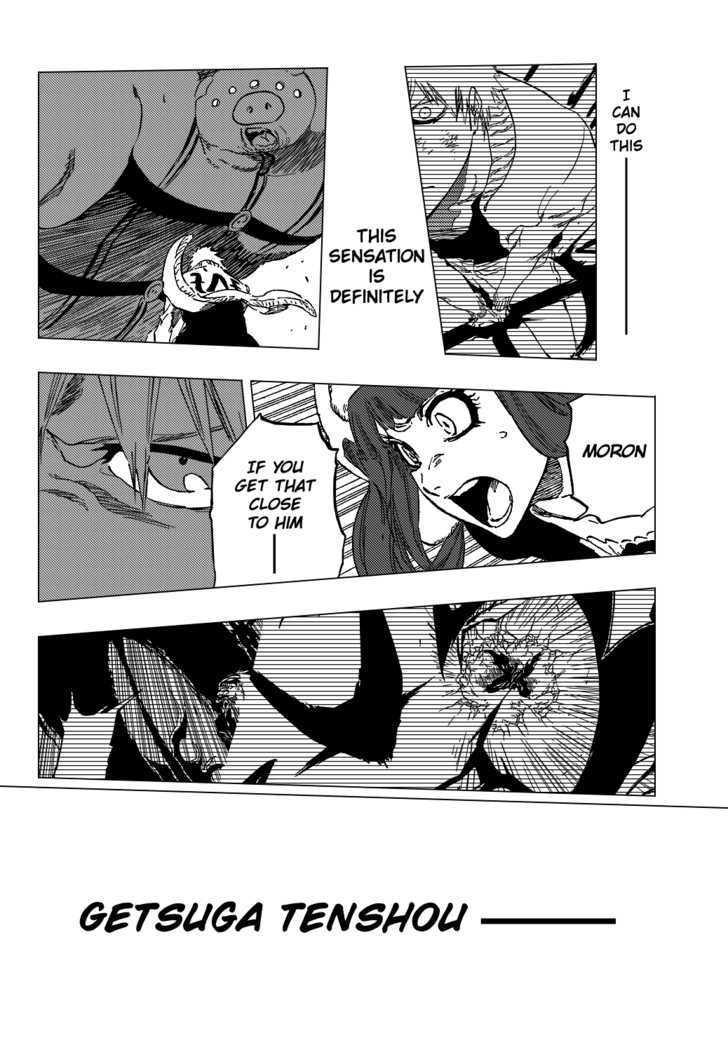 I
CAN
DO
THIS
THIS
SENSATION
IS
DEFINITELY
MORON
IF YOU
GET THAT
CLOSE
TO HIM
GETSUGA TENSHOU